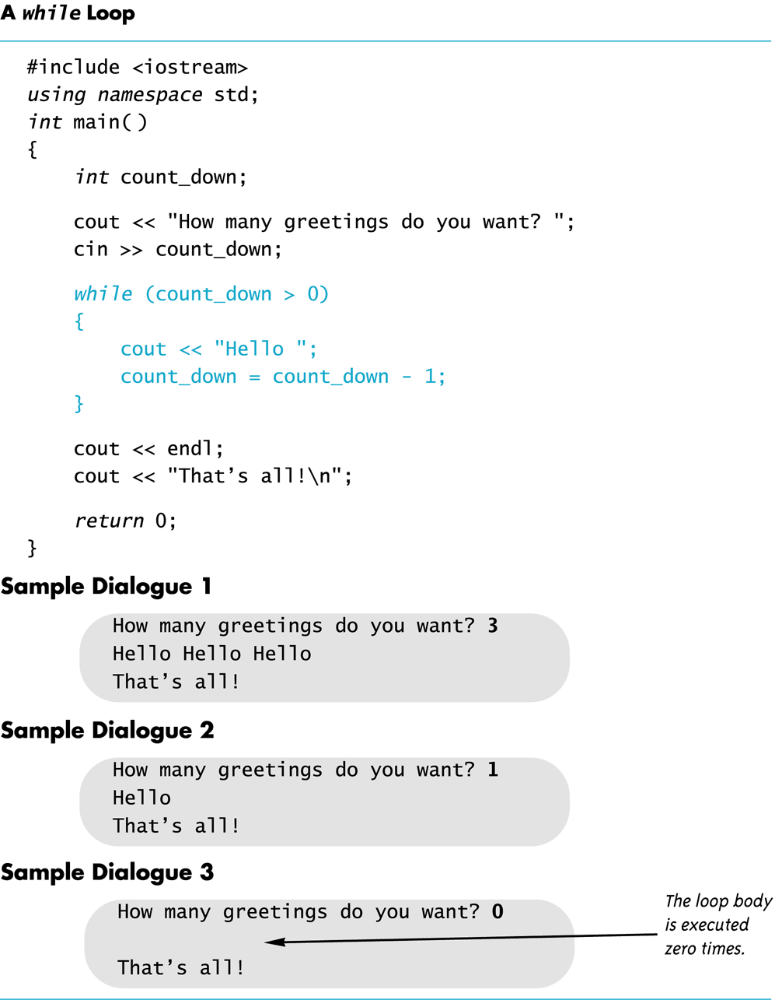 A while Loop
#include <iostream>
using namespace std;
int main( )
{
int count_down;
cout << "How many greetings do you want? ";
cin >> count_down;
while (count_down > 0)
{
cout << "Hello ";
count_down = count_down - 1;
}
cout << endl;
cout << "That’s all!\n";
return 0;
}
Sample Dialogue 1
How many greetings do you want? 3
Hello Hello Hello
That’s all!
Sample Dialogue 2
How many greetings do you want? 1
Hello
That’s all!
Sample Dialogue 3
How many greetings do you want? 0
That’s all!
The loop body
is executed
zero times.